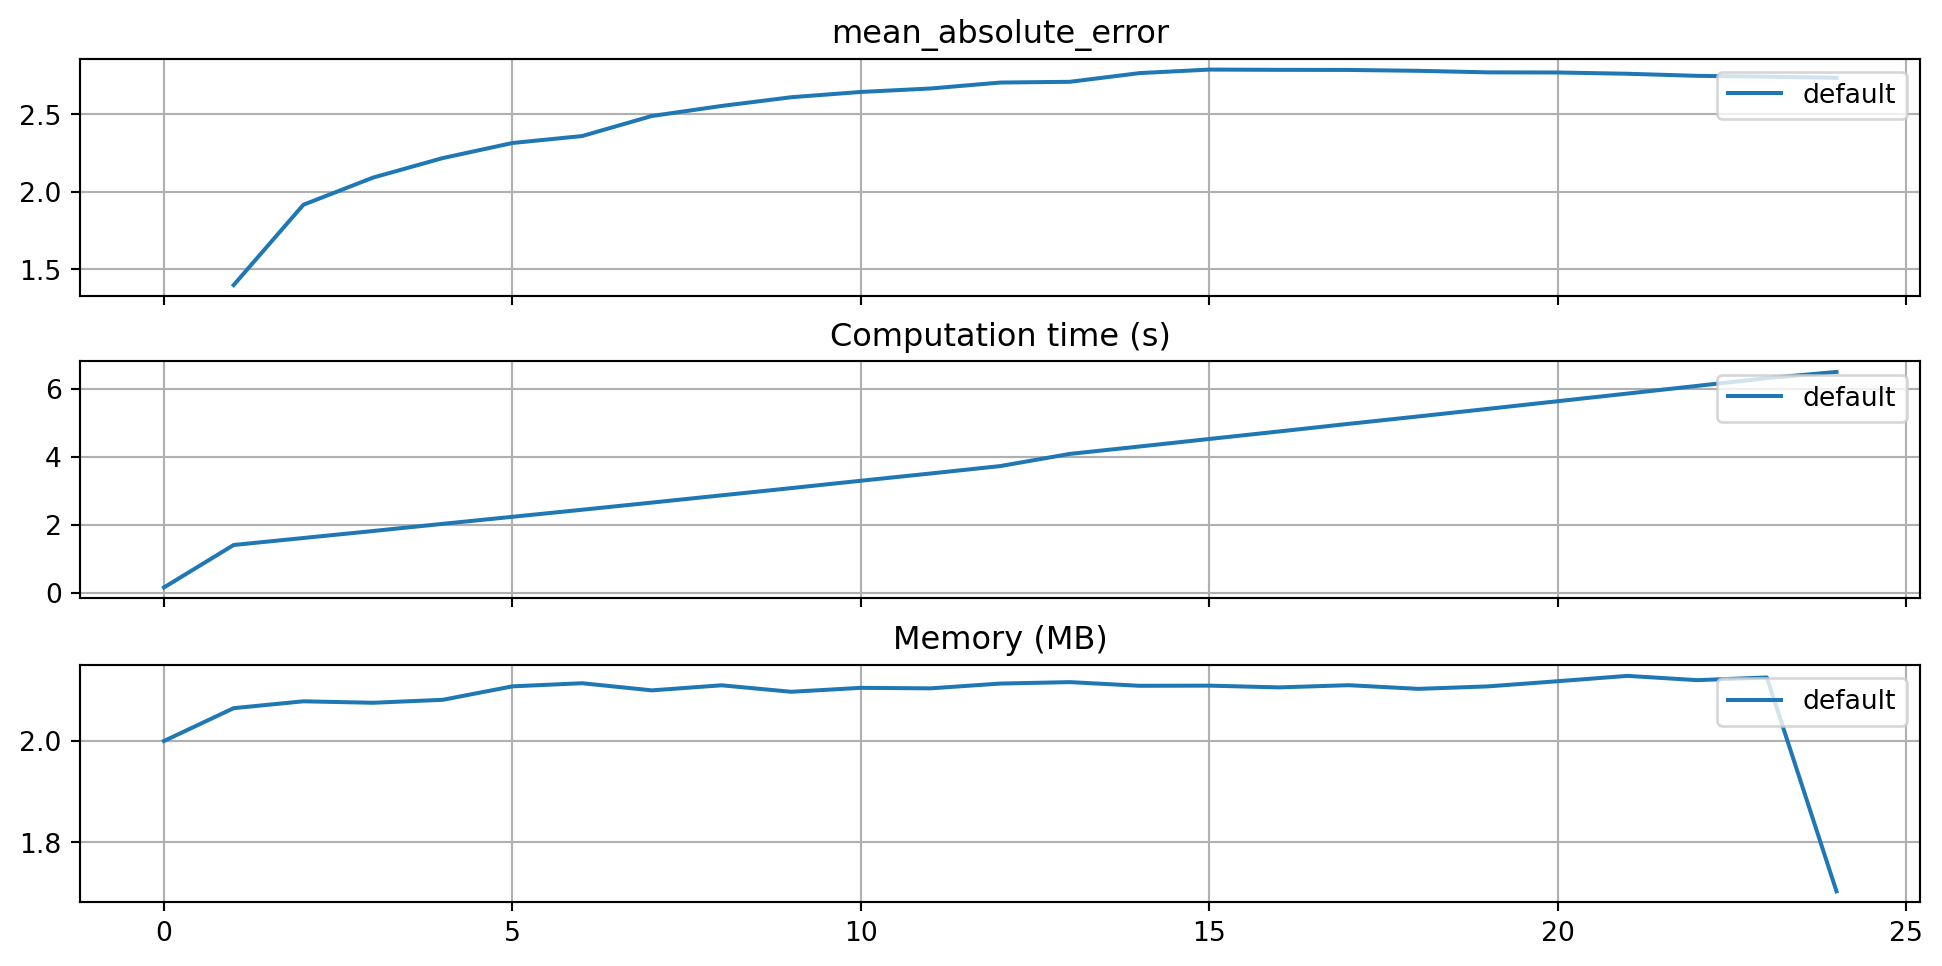 mean_absolute_error
2.5
2.0
1.5
default
Computation time (s)
6
4
2
0
default
Memory (MB)
2.0
1.8
default
0 5 10 15 20 25